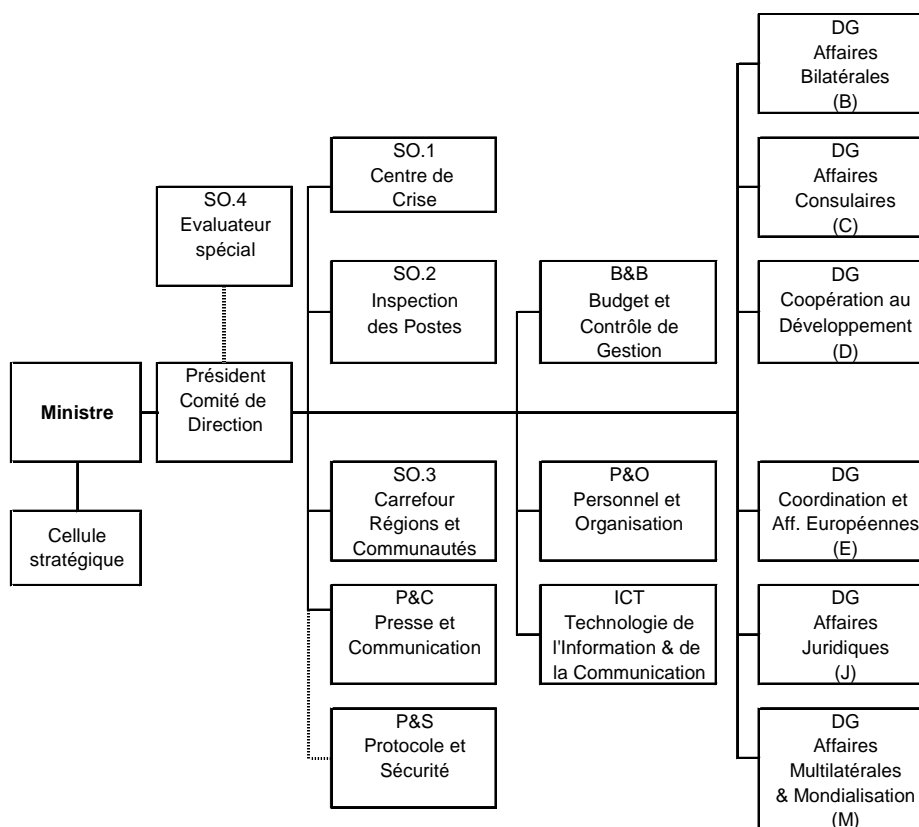 Ministre
Cellule
stratégique
SO.4
Evaluateur
spécial
Président
Comité de
Direction
SO.1
Centre de
Crise
SO.2
Inspection
des Postes
SO.3
Carrefour
Régions et
Communautés
P&C
Presse et
Communication
P&S
Protocole et
Sécurité
B&B
Budget et
Contrôle de
Gestion
P&O
Personnel et
Organisation
ICT
Technologie de
l'Information & de
la Communication
DG
Affaires
Bilatérales
(B)
DG
Affaires
Consulaires
(C)
DG
Coopération au
Développement
(D)
DG
Coordination et
Aff. Européennes
(E)
DG
Affaires
Juridiques
(J)
DG
Affaires
Multilatérales
& Mondialisation
(M)